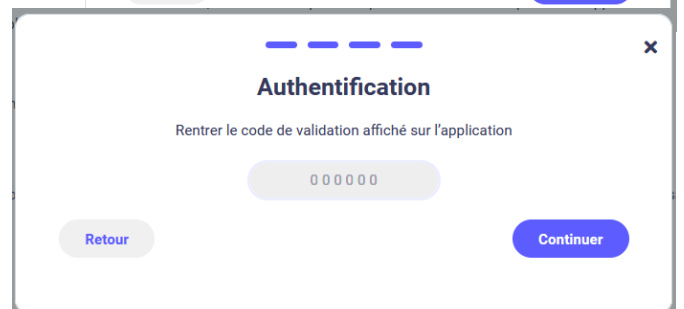 Authentification
Rentrer le code de validation affiché sur l'application
000000
Retour
Continuer